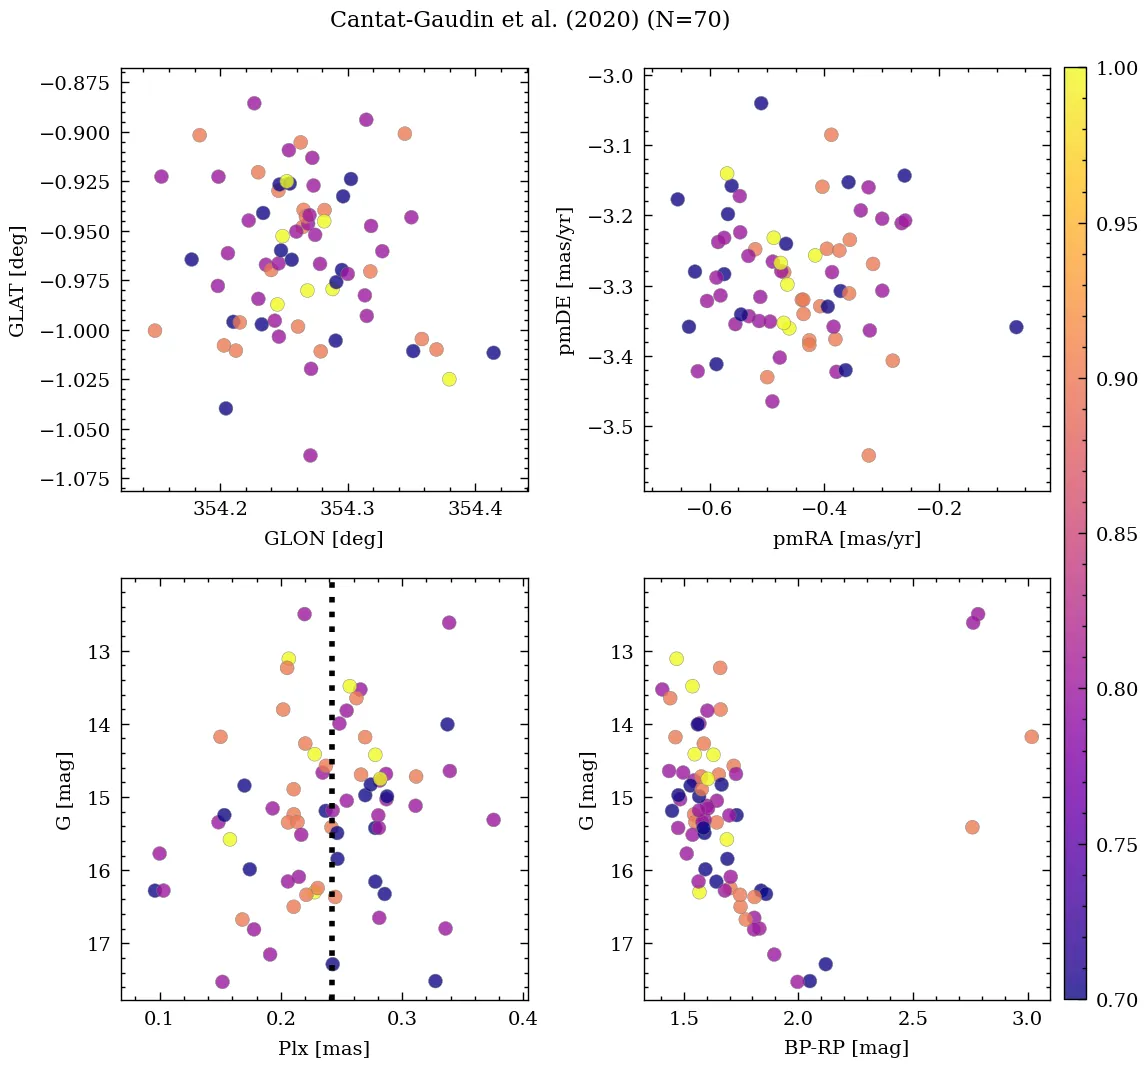 Cantat-Gaudin et al. (2020) (N=70)
−0.875
−0.900
−0.925
−0.950
−0.975
−1.000
−1.025
−1.050
−1.075
GLAT [deg]
354.2 354.3 354.4
GLON [deg]
−3.0
−3.1
−3.2
−3.3
−3.4
−3.5
pmDE [mas/yr]
−0.6 −0.4 −0.2
pmRA [mas/yr]
13
14
15
16
17
G [mag]
0.1 0.2 0.3 0.4
Plx [mas]
13
14
15
16
17
G [mag]
1.5 2.0 2.5 3.0
BP-RP [mag]
1.00
0.95
0.90
0.85
0.80
0.75
0.70